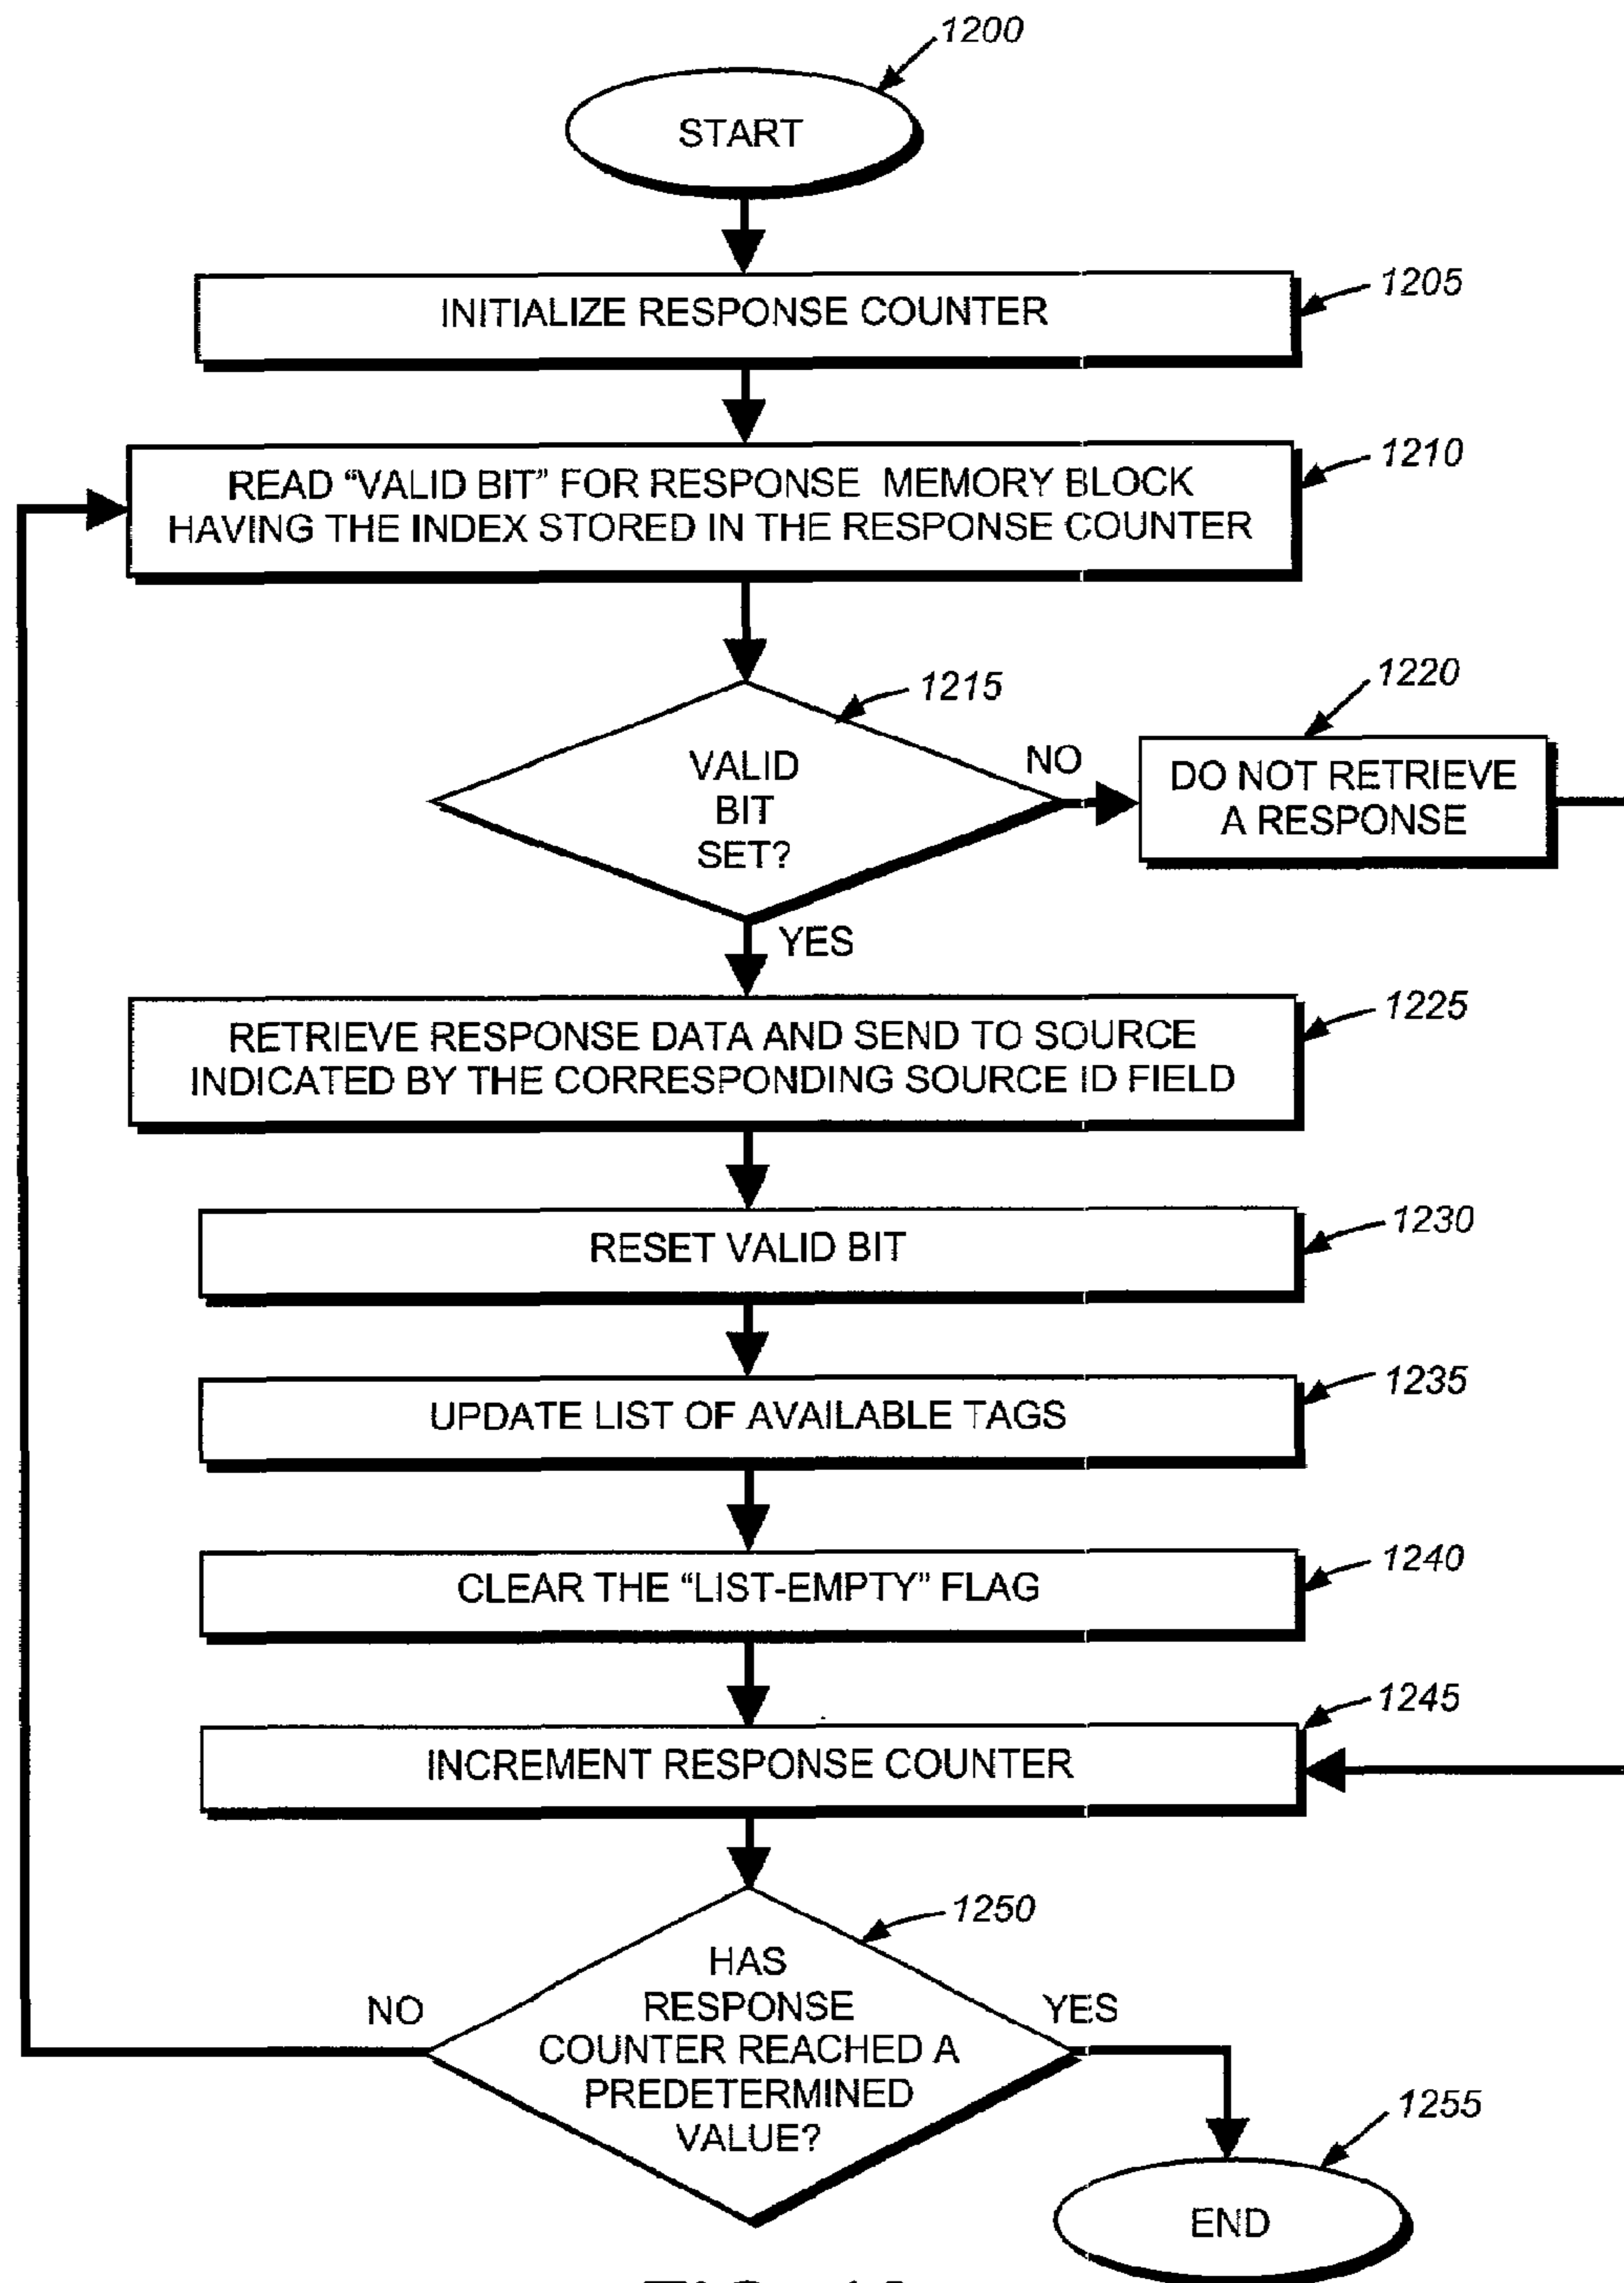 1200
START
1205
INITIALIZE RESPONSE COUNTER
1210
READ “VALID BIT” FOR RESPONSE MEMORY BLOCK
HAVING THE INDEX STORED IN THE RESPONSE COUNTER
1215
VALID
BIT
SET?
NO
1220
DO NOT RETRIEVE
A RESPONSE
YES
1225
RETRIEVE RESPONSE DATA AND SEND TO SOURCE
INDICATED BY THE CORRESPONDING SOURCE ID FIELD
1230
RESET VALID BIT
1235
UPDATE LIST OF AVAILABLE TAGS
1240
CLEAR THE “LIST-EMPTY” FLAG
1245
INCREMENT RESPONSE COUNTER
1250
HAS
RESPONSE
COUNTER REACHED A
PREDETERMINED
VALUE?
NO
YES
1255
END